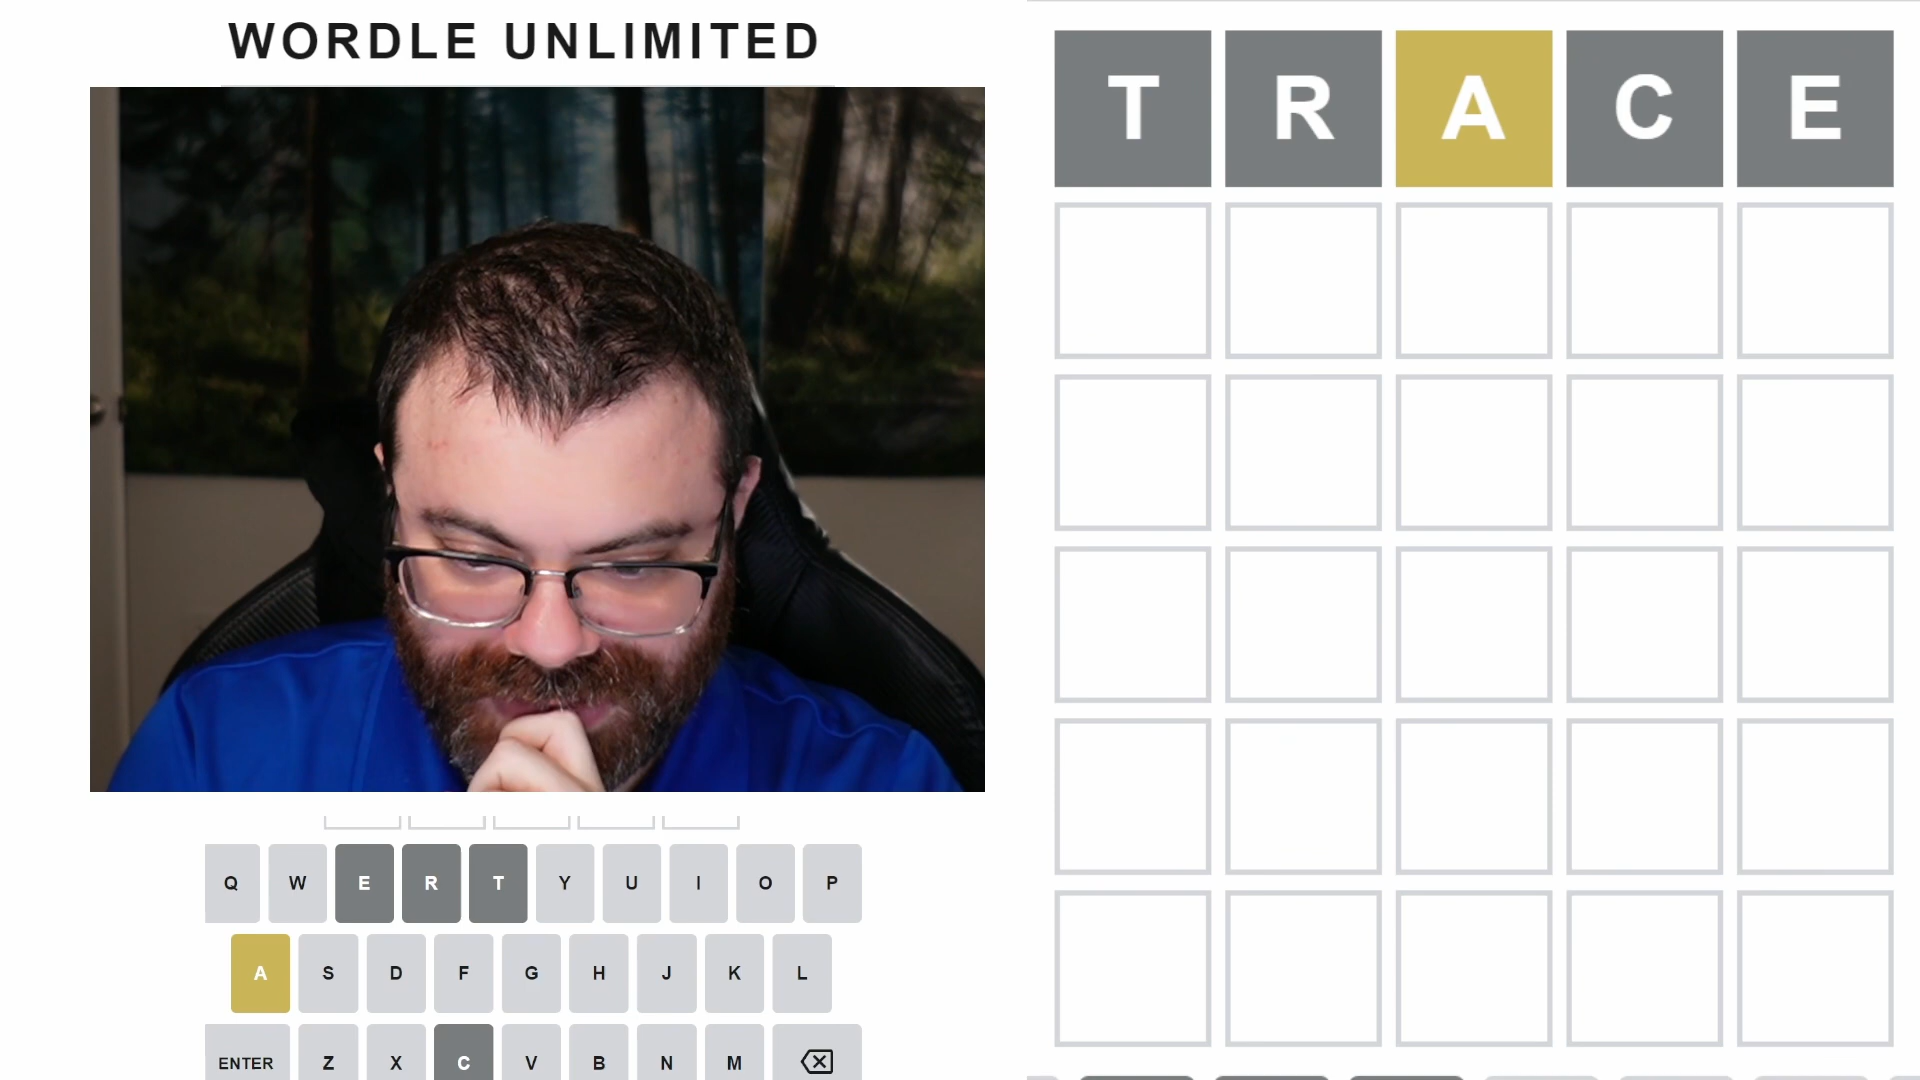 WORDLE UNLIMITED
T R A C E
Q W E R T Y U I O P
A S D F G H J K L
ENTER Z X C V B N M